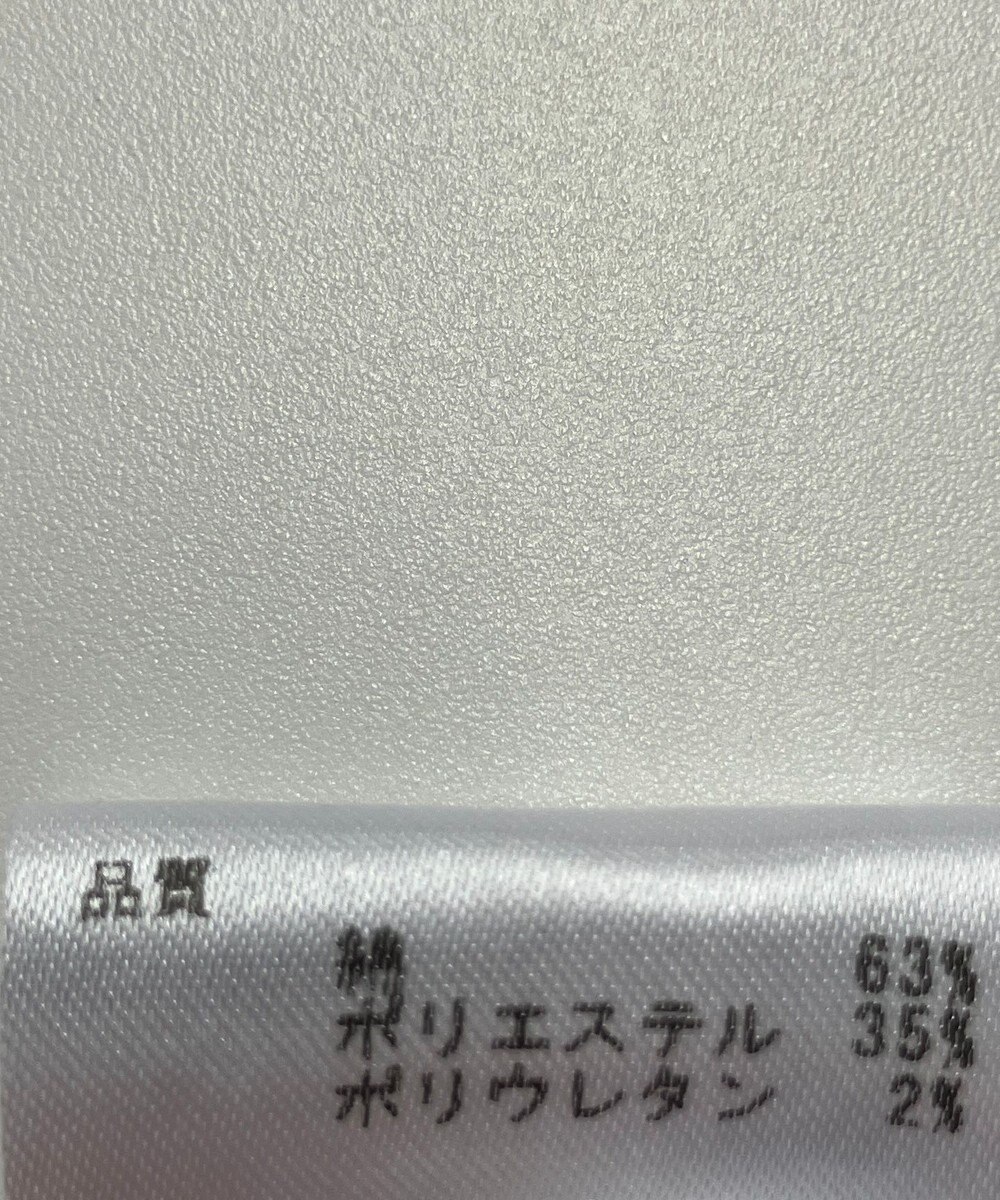 品質
綿 63%
ポリエステル 35%
ポリウレタン 2%